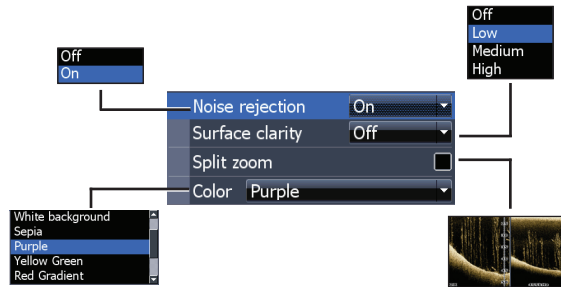 Off
On
Off
Low
Medium
High
Noise rejection On
Surface clarity Off
Split zoom
Color Purple
White background
Sepia
Purple
Yellow Green
Red Gradient